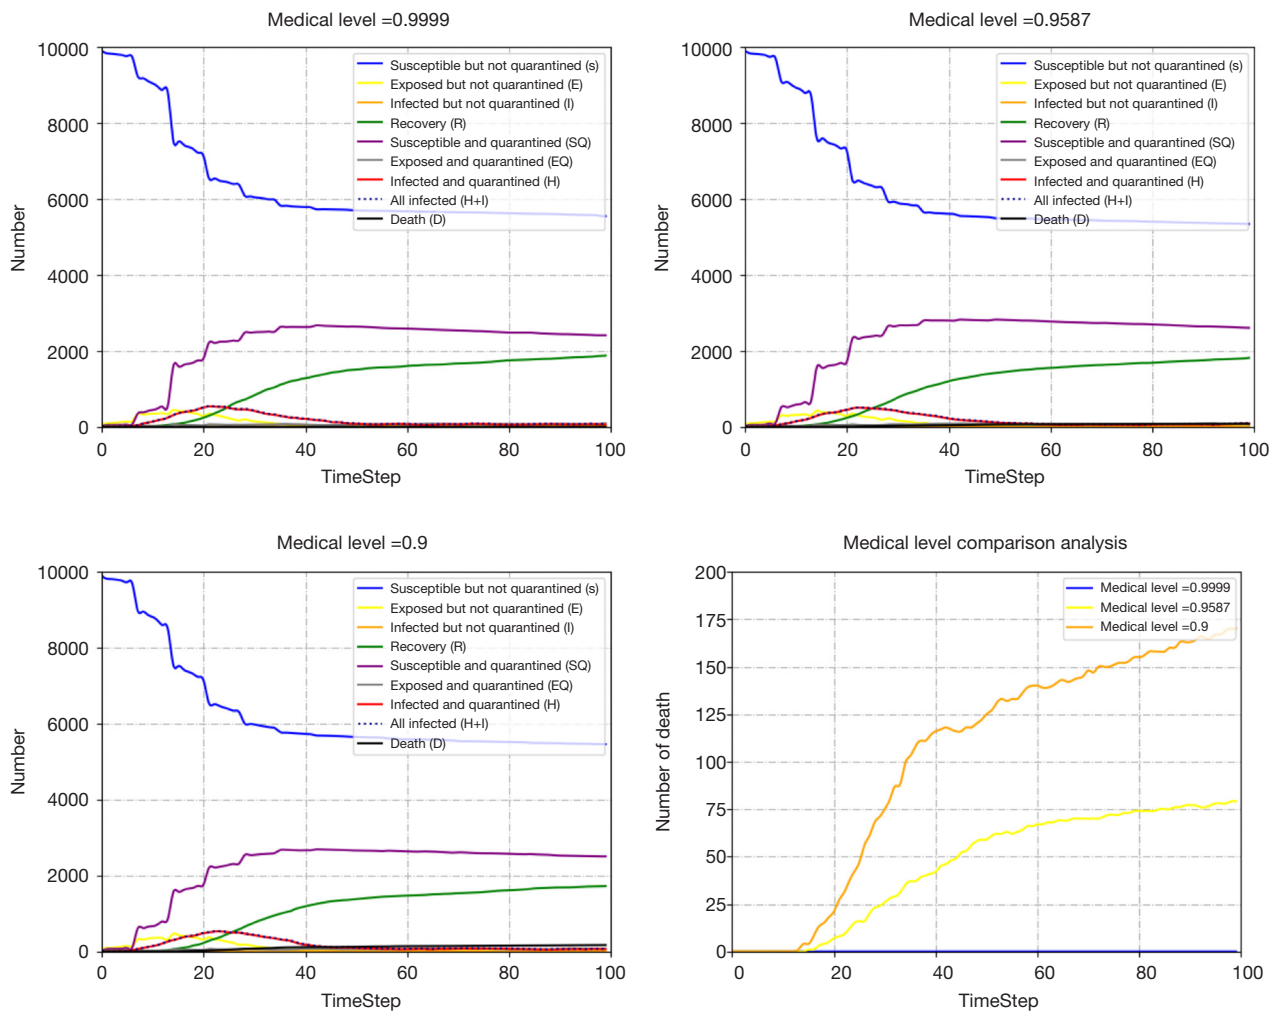 Medical level =0.9999
10000
8000
6000
4000
2000
0
Number
Susceptible but not quarantined (s)
Exposed but not quarantined (E)
Infected but not quarantined (I)
Recovery (R)
Susceptible and quarantined (SQ)
Exposed and quarantined (EQ)
Infected and quarantined (H)
All infected (H+I)
Death (D)
0 20 40 60 80 100
TimeStep
Medical level =0.9587
10000
8000
6000
4000
2000
0
Number
Susceptible but not quarantined (s)
Exposed but not quarantined (E)
Infected but not quarantined (I)
Recovery (R)
Susceptible and quarantined (SQ)
Exposed and quarantined (EQ)
Infected and quarantined (H)
All infected (H+I)
Death (D)
0 20 40 60 80 100
TimeStep
Medical level =0.9
10000
8000
6000
4000
2000
0
Number
Susceptible but not quarantined (s)
Exposed but not quarantined (E)
Infected but not quarantined (I)
Recovery (R)
Susceptible and quarantined (SQ)
Exposed and quarantined (EQ)
Infected and quarantined (H)
All infected (H+I)
Death (D)
0 20 40 60 80 100
TimeStep
Medical level comparison analysis
200
175
150
125
100
75
50
25
0
Number of death
Medical level =0.9999
Medical level =0.9587
Medical level =0.9
0 20 40 60 80 100
TimeStep